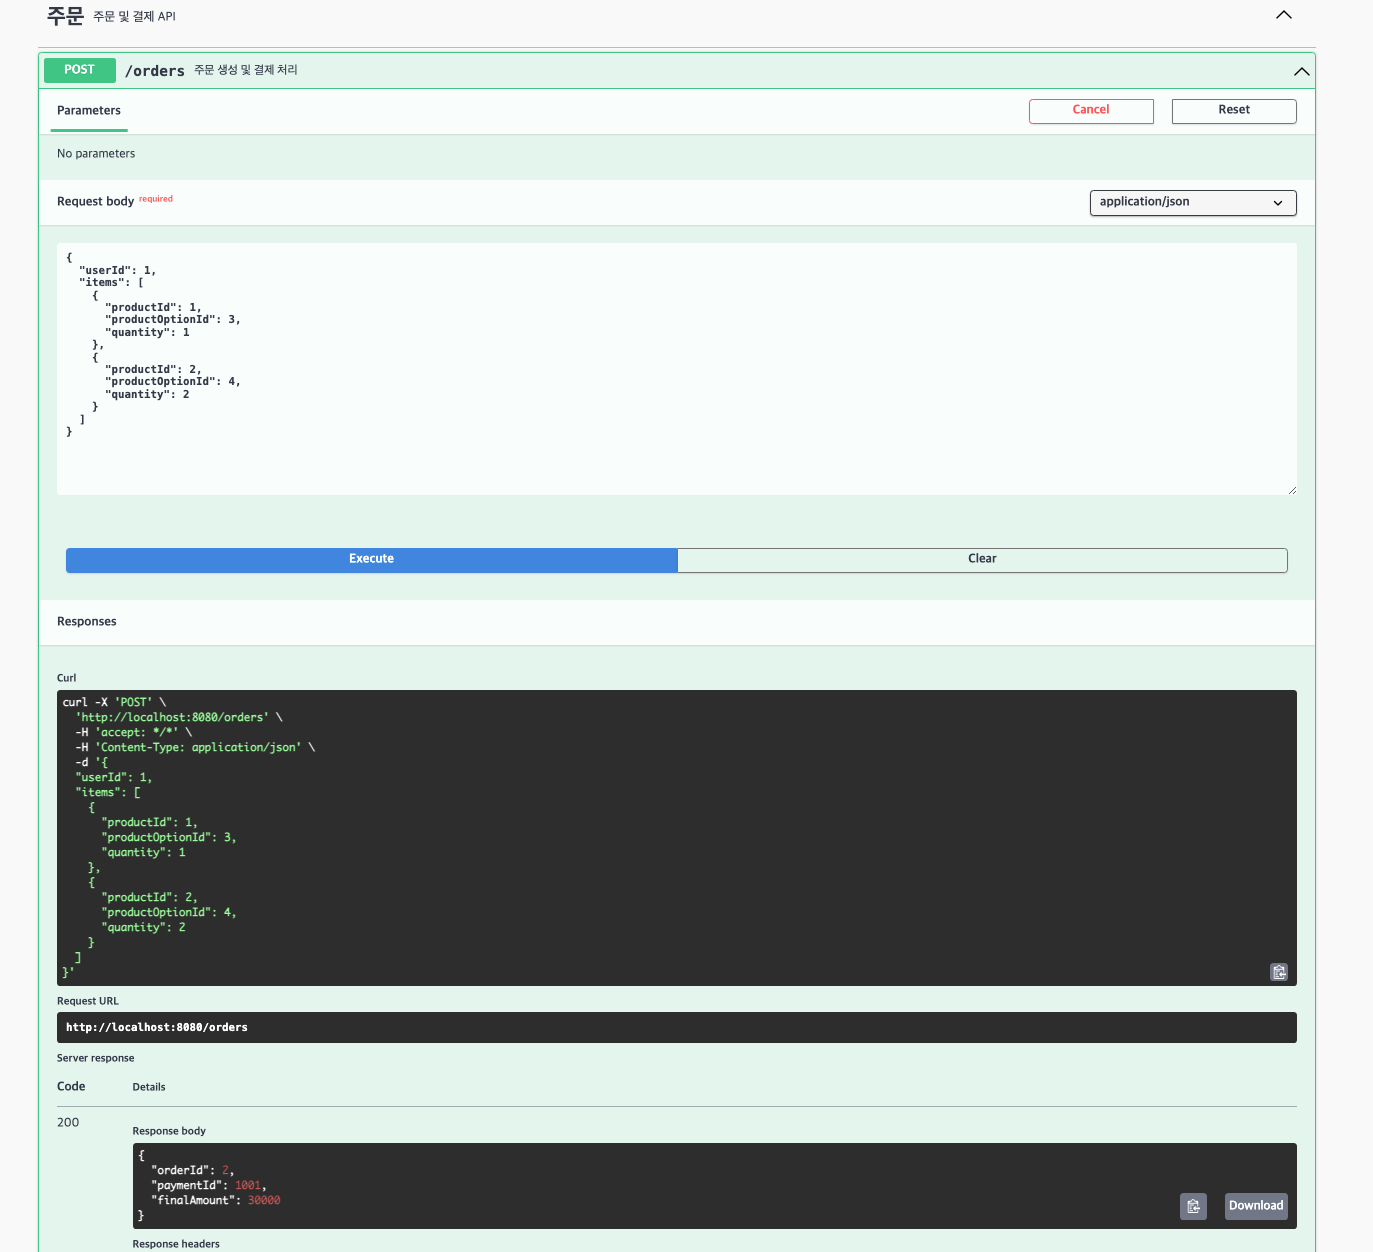 주문 주문 및 결제 API
POST /orders 주문 생성 및 결제 처리
Parameters
Cancel
Reset
No parameters
Request body required
application/json
{
  "userId": 1,
  "items": [
    {
      "productId": 1,
      "productOptionId": 3,
      "quantity": 1
    },
    {
      "productId": 2,
      "productOptionId": 4,
      "quantity": 2
    }
  ]
}
Execute
Clear
Responses
Curl
curl -X 'POST' \
  'http://localhost:8080/orders' \
  -H 'accept: */*' \
  -H 'Content-Type: application/json' \
  -d '{
  "userId": 1,
  "items": [
    {
      "productId": 1,
      "productOptionId": 3,
      "quantity": 1
    },
    {
      "productId": 2,
      "productOptionId": 4,
      "quantity": 2
    }
  ]
}'
Request URL
http://localhost:8080/orders
Server response
Code Details
200
Response body
{
  "orderId": 2,
  "paymentId": 1001,
  "finalAmount": 30000
}
Download
Response headers